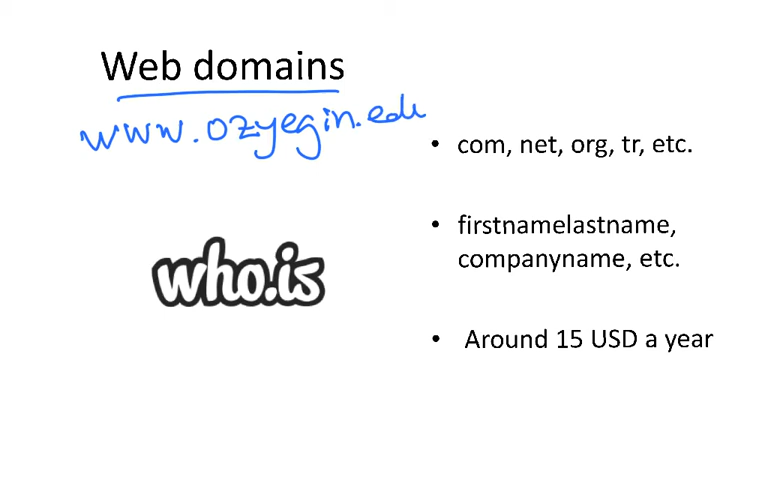 Web domains
www.ozyegin.edu
• com, net, org, tr, etc.
• firstnamelastname,
companyname, etc.
who.is
• Around 15 USD a year